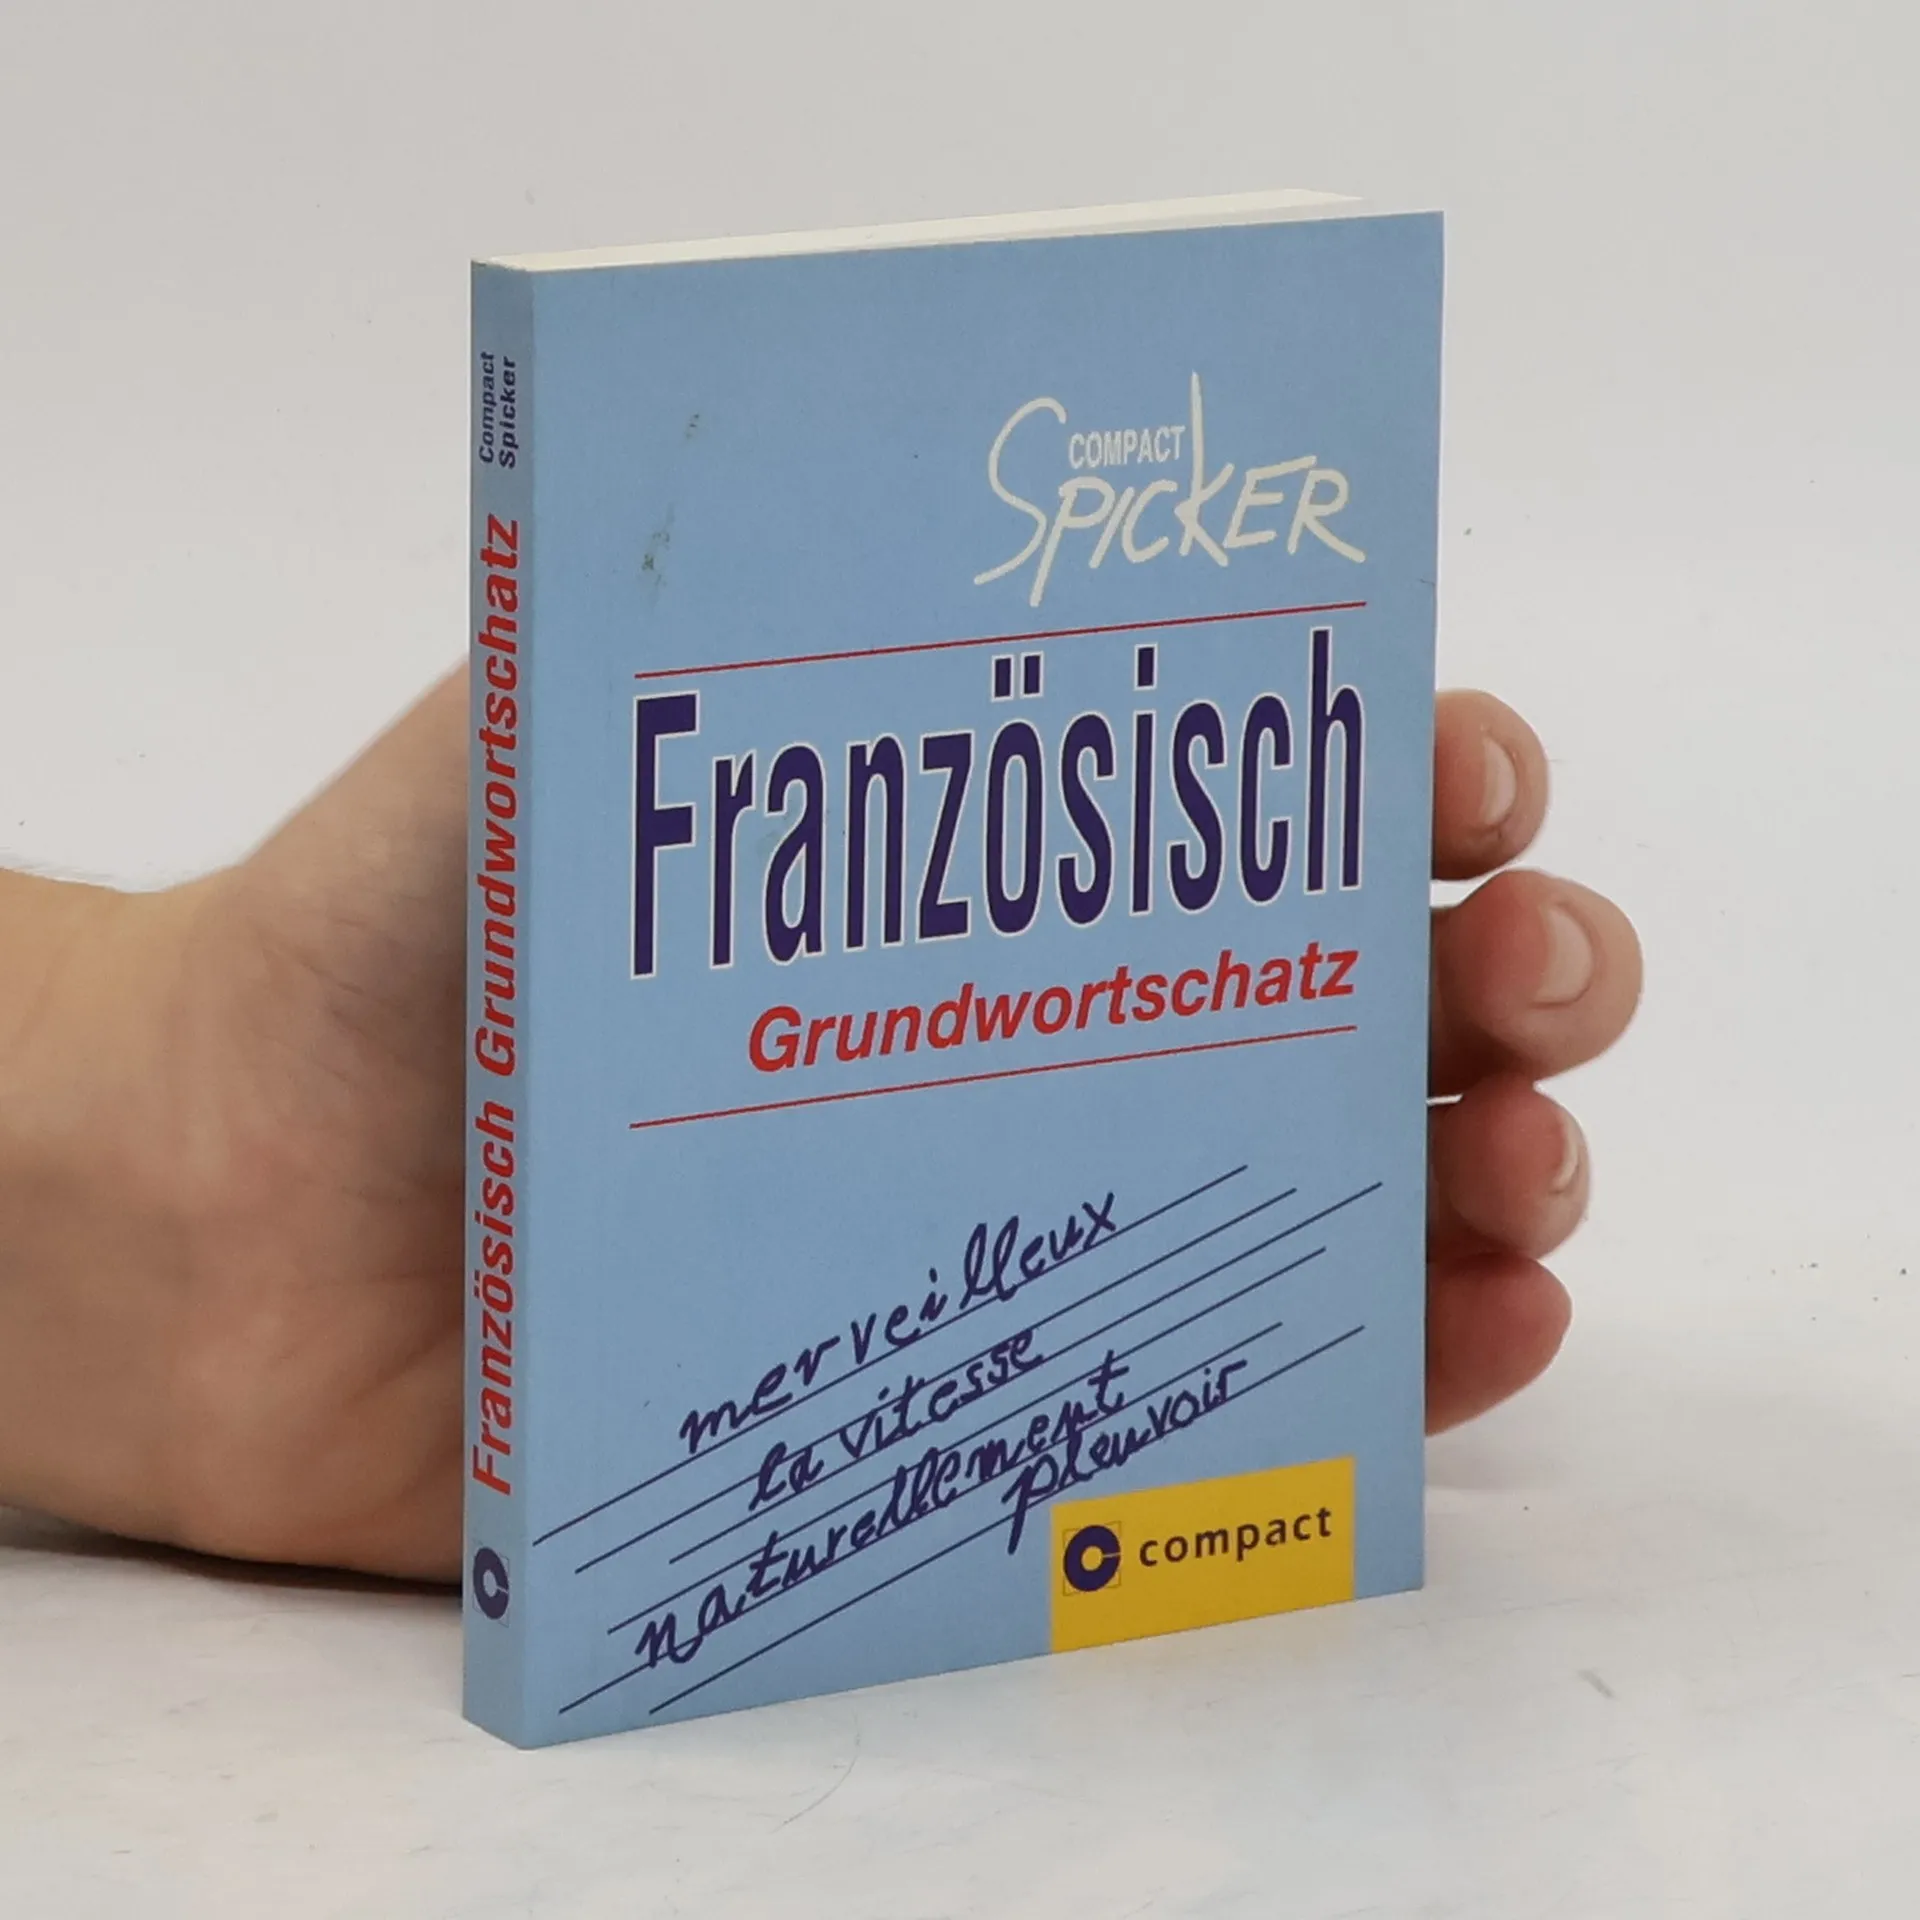 Compact
Spicker
Französisch Grundwortschatz
COMPACT
SPICKER
Französisch
Grundwortschatz
merveilleux
la vitesse
naturellement
pleuvoir
compact